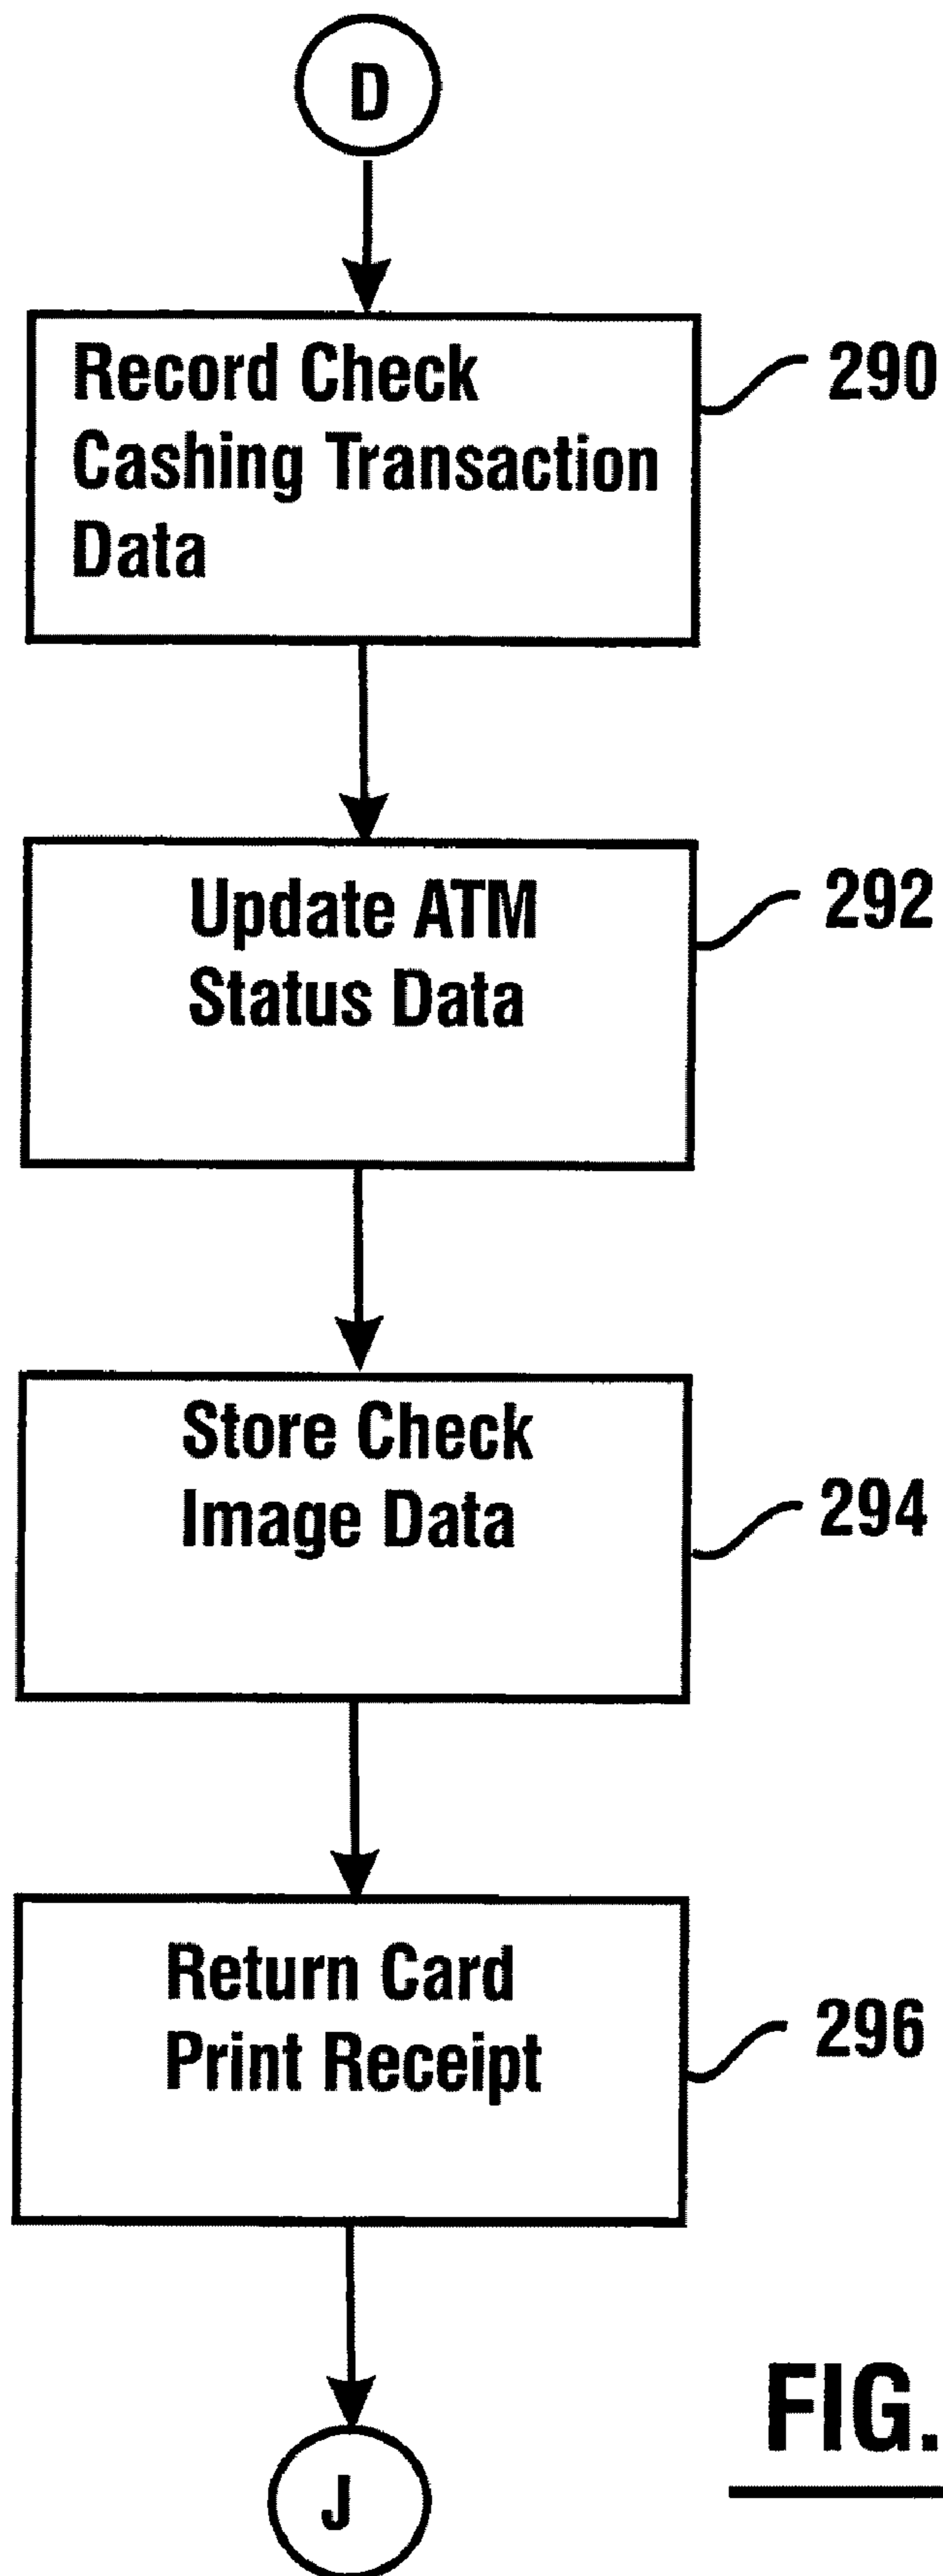 D
Record Check
Cashing Transaction
Data
290
Update ATM
Status Data
292
Store Check
Image Data
294
Return Card
Print Receipt
296
J
FIG.